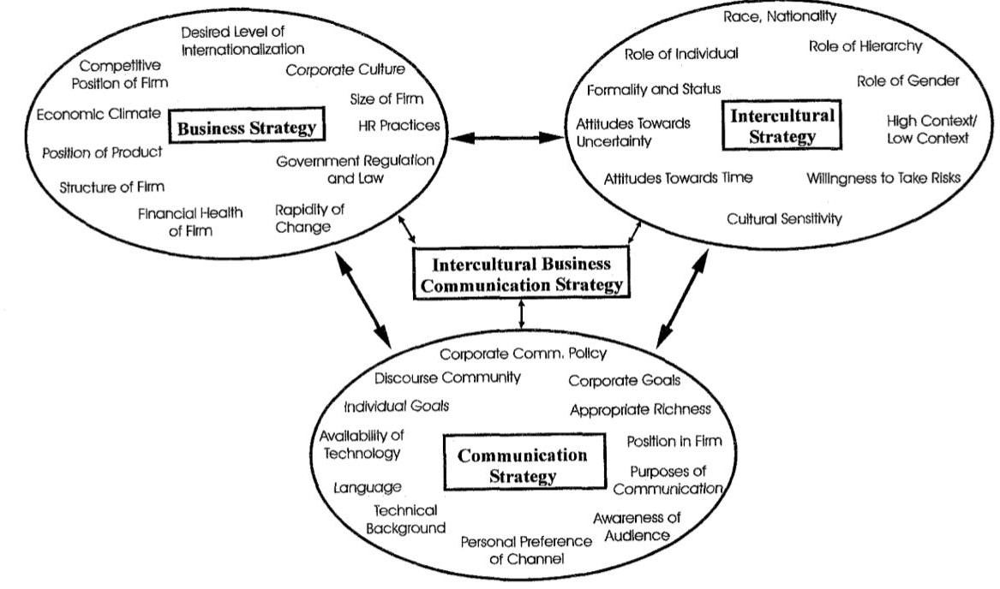 Desired Level of
Internationalization
Competitive
Position of Firm
Corporate Culture
Size of Firm
Economic Climate
Business Strategy
HR Practices
Position of Product
Government Regulation
and Law
Structure of Firm
Financial Health
of Firm
Rapidity of
Change
Race, Nationality
Role of Individual
Role of Hierarchy
Formality and Status
Role of Gender
Attitudes Towards
Uncertainty
Intercultural
Strategy
High Context/
Low Context
Attitudes Towards Time
Willingness to Take Risks
Cultural Sensitivity
Intercultural Business
Communication Strategy
Corporate Comm. Policy
Discourse Community
Corporate Goals
Individual Goals
Appropriate Richness
Availability of
Technology
Communication
Strategy
Position in Firm
Purposes of
Communication
Language
Technical
Background
Awareness of
Audience
Personal Preference
of Channel